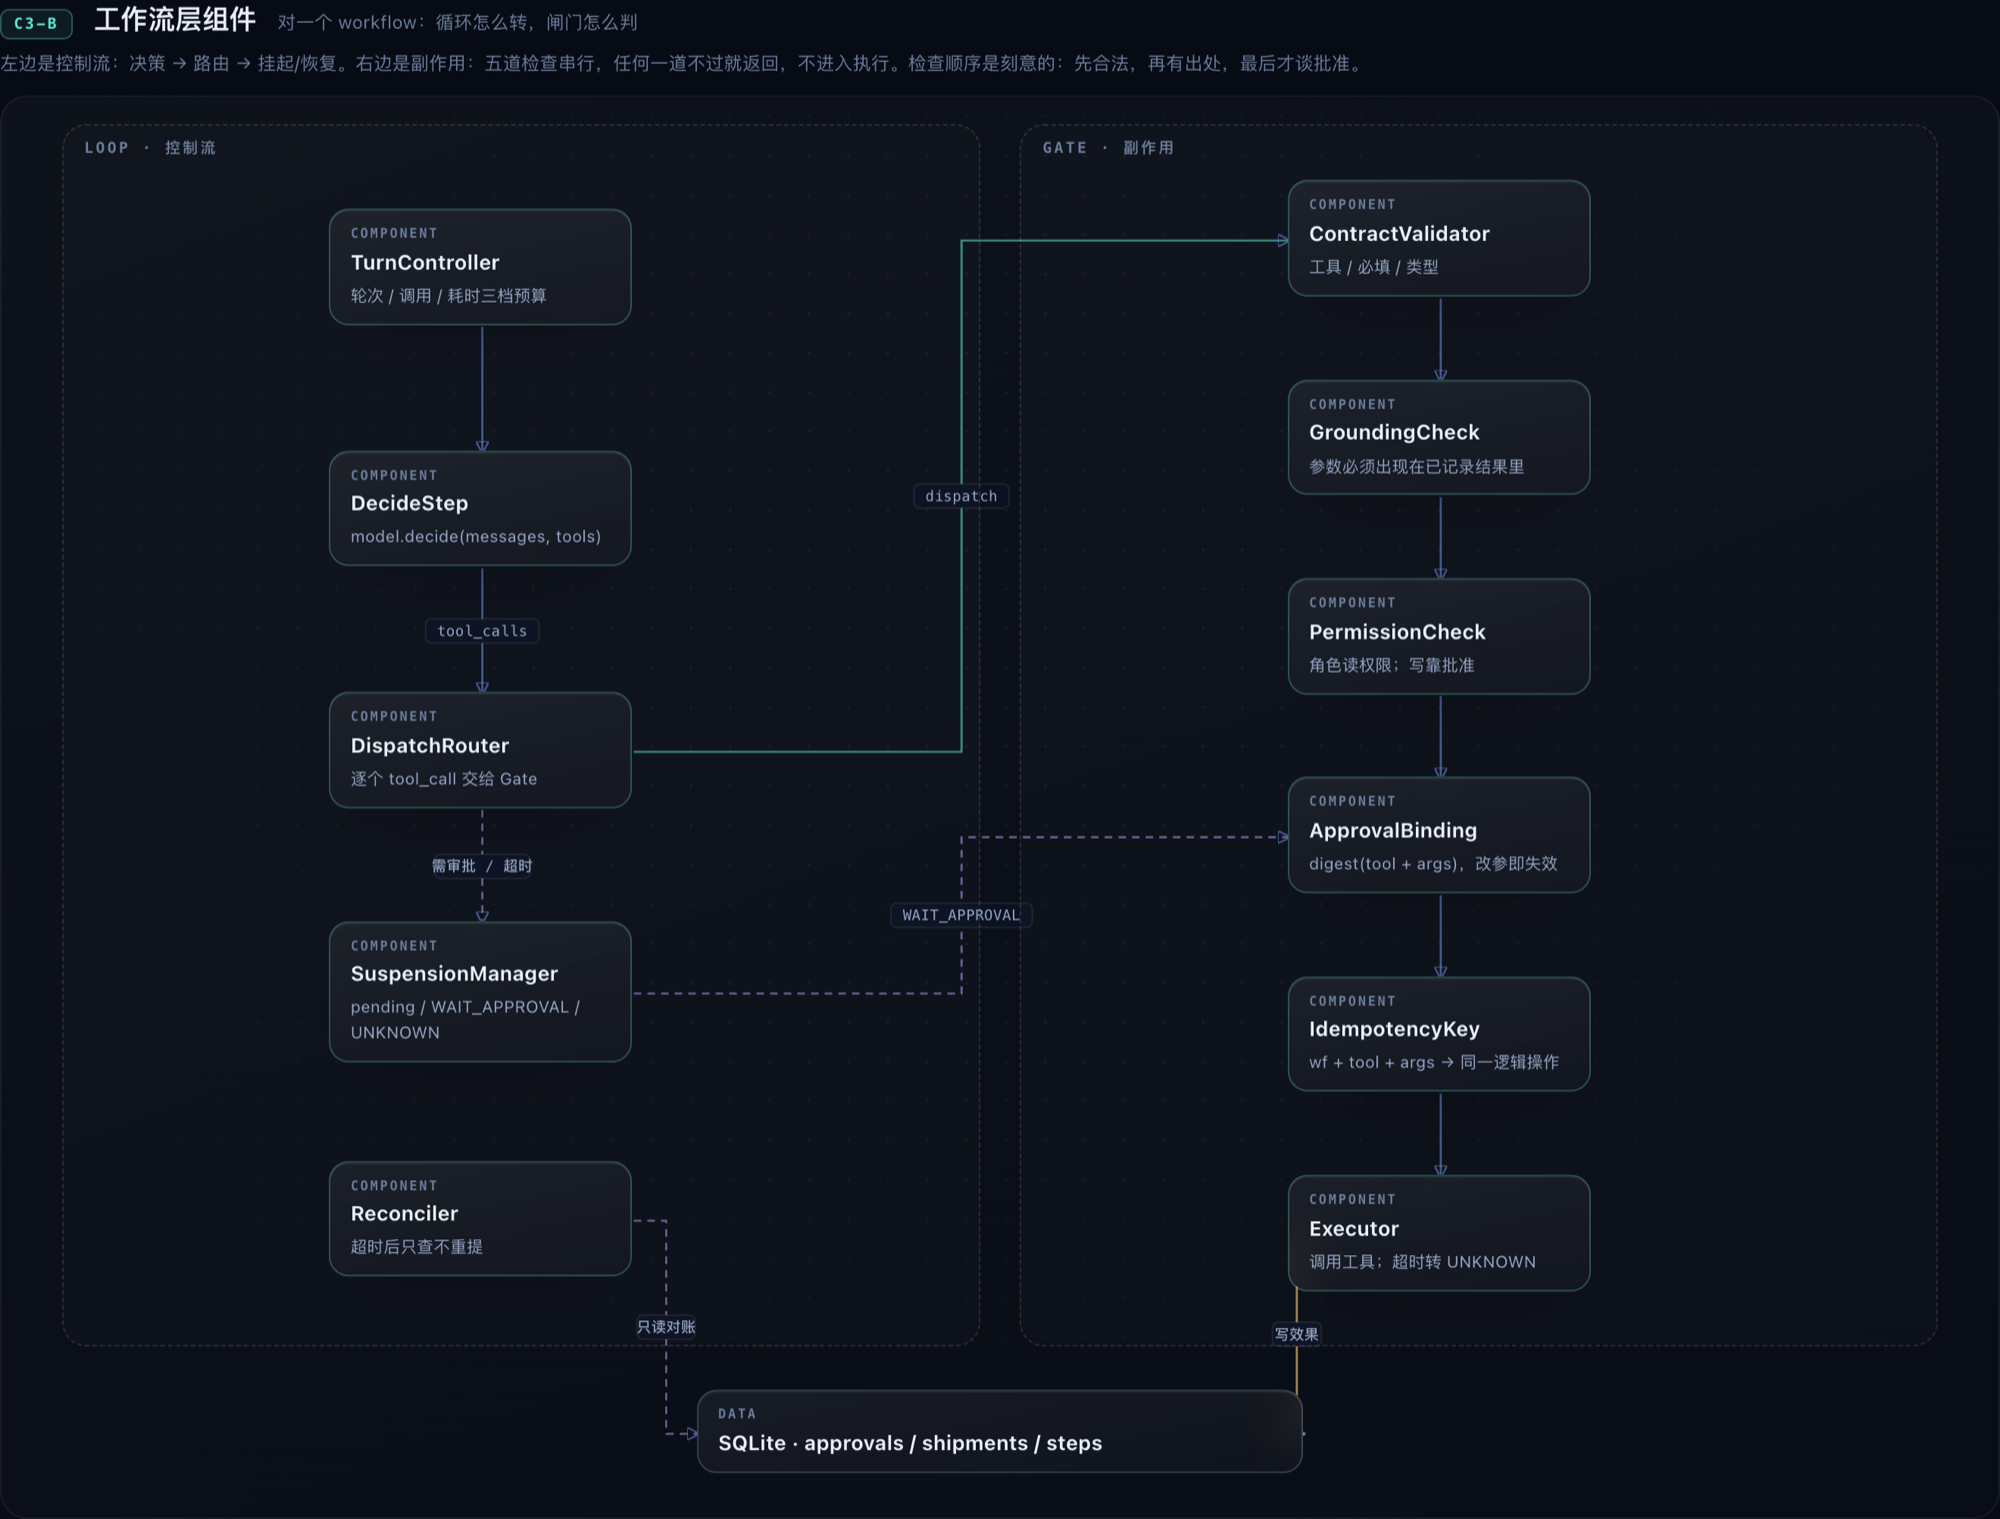 C3-B
工作流层组件
对一个 workflow：循环怎么转，闸门怎么判
左边是控制流：决策 → 路由 → 挂起/恢复。右边是副作用：五道检查串行，任何一道不过就返回，不进入执行。检查顺序是刻意的：先合法，再有出处，最后才谈批准。
LOOP · 控制流
COMPONENT
TurnController
轮次 / 调用 / 耗时三档预算
COMPONENT
DecideStep
model.decide(messages, tools)
tool_calls
COMPONENT
DispatchRouter
逐个 tool_call 交给 Gate
需审批 / 超时
COMPONENT
SuspensionManager
pending / WAIT_APPROVAL /
UNKNOWN
COMPONENT
Reconciler
超时后只查不重提
只读对账
dispatch
WAIT_APPROVAL
GATE · 副作用
COMPONENT
ContractValidator
工具 / 必填 / 类型
COMPONENT
GroundingCheck
参数必须出现在已记录结果里
COMPONENT
PermissionCheck
角色读权限；写靠批准
COMPONENT
ApprovalBinding
digest(tool + args)，改参即失效
COMPONENT
IdempotencyKey
wf + tool + args → 同一逻辑操作
COMPONENT
Executor
调用工具；超时转 UNKNOWN
写效果
DATA
SQLite · approvals / shipments / steps